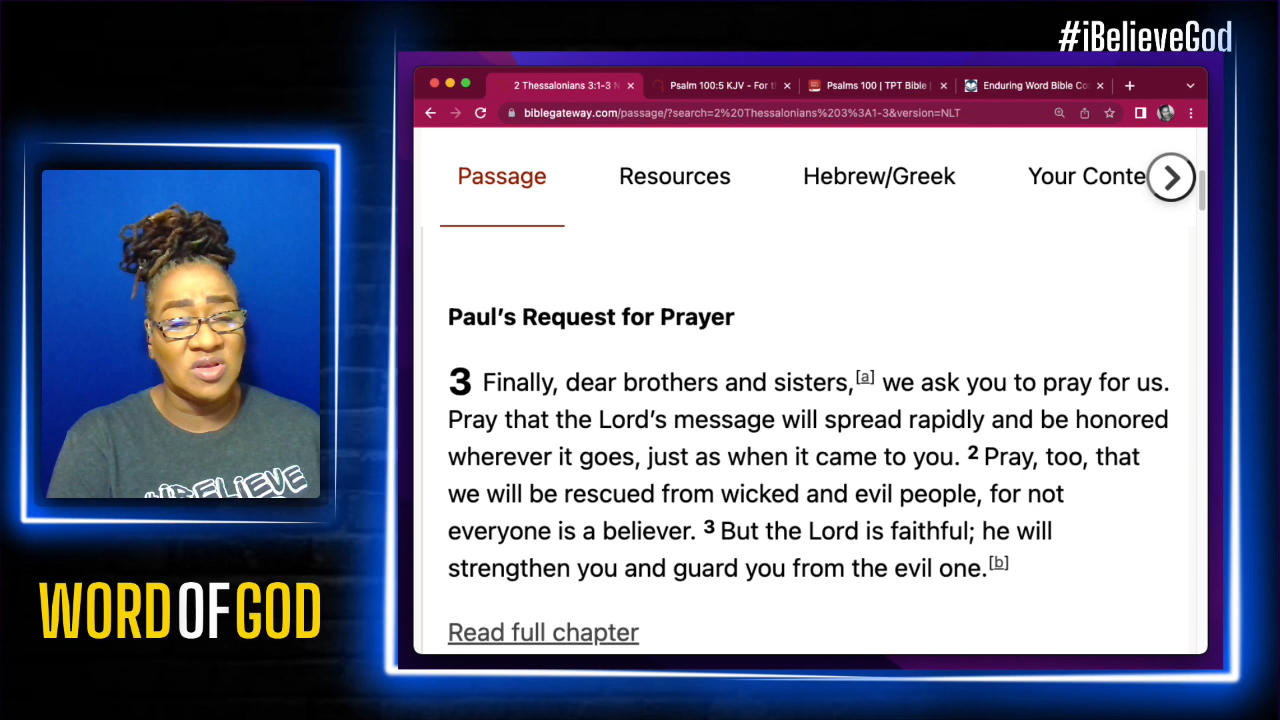 #iBelieveGod
2 Thessalonians 3:1-3 N
Psalm 100:5 KJV - For t
Psalms 100 | TPT Bible |
Enduring Word Bible Co
biblegateway.com/passage/?search=2%20Thessalonians%203%3A1-3&version=NLT
Passage
Resources
Hebrew/Greek
Your Conte
Paul’s Request for Prayer
3 Finally, dear brothers and sisters,[a] we ask you to pray for us.
Pray that the Lord’s message will spread rapidly and be honored
wherever it goes, just as when it came to you. 2 Pray, too, that
we will be rescued from wicked and evil people, for not
everyone is a believer. 3 But the Lord is faithful; he will
strengthen you and guard you from the evil one.[b]
Read full chapter
#iBELiEVE
WORD OF GOD